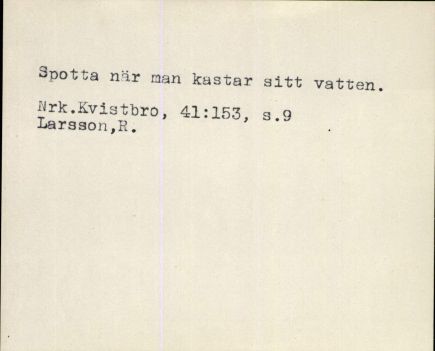 Spotta när man kastar sitt vatten.
Nrk.Kvistbro, 41:153, s.9
Larsson,R.